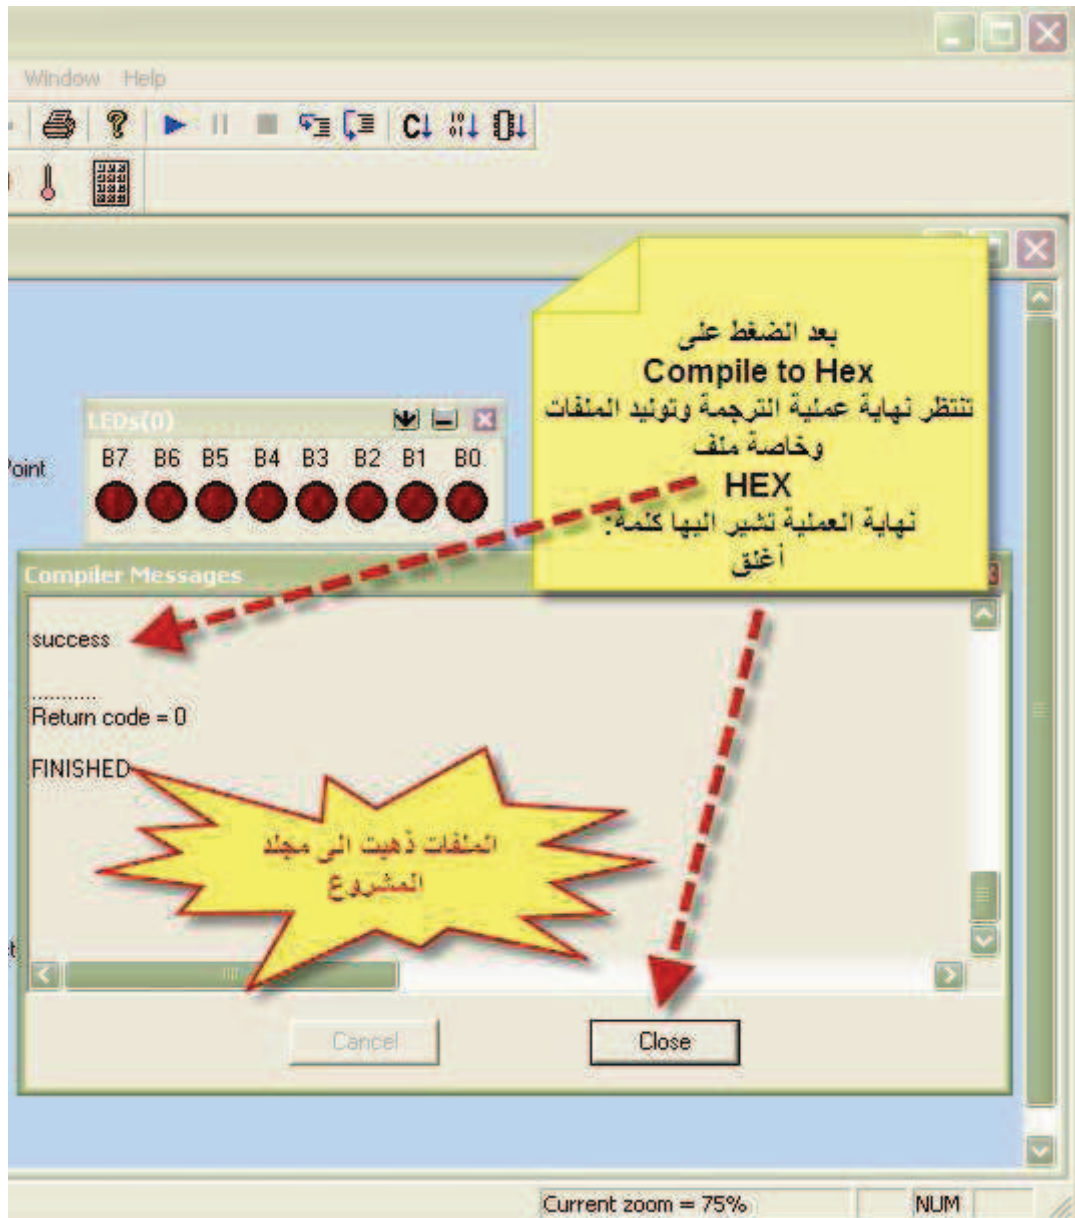 Window Help
C
بعد الضغط على
Compile to Hex
تنتظر نهاية عملية الترجمة وتوليد الملفات
وخاصة ملف
HEX
نهاية العملية تشير اليها كلمة:
أغلق
LEDs(0)
Point
B7 B6 B5 B4 B3 B2 B1 B0
Compiler Messages
success
...........
Return code = 0
FINISHED
الملفات ذهبت الى مجلد
المشروع
Cancel
Close
Current zoom = 75%
NUM